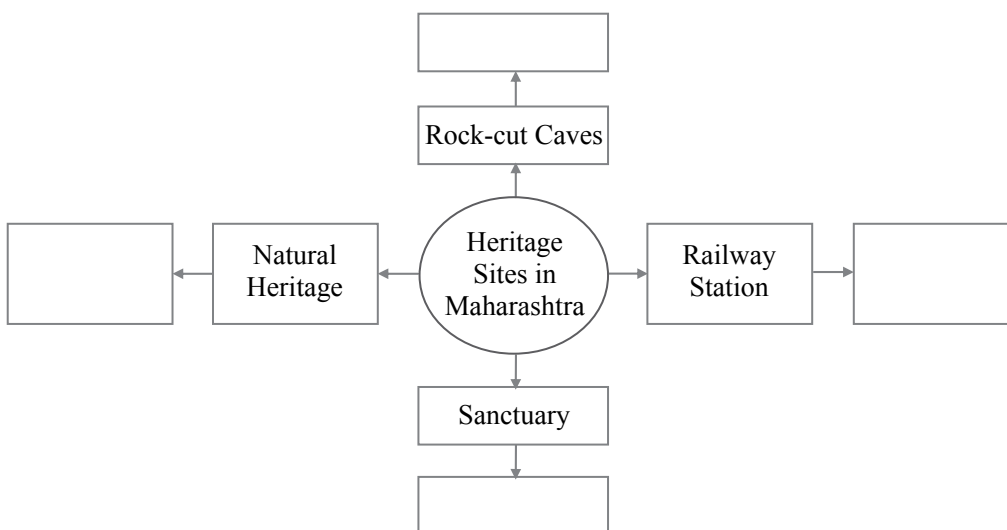 Rock-cut Caves
Natural
Heritage
Heritage
Sites in
Maharashtra
Railway
Station
Sanctuary